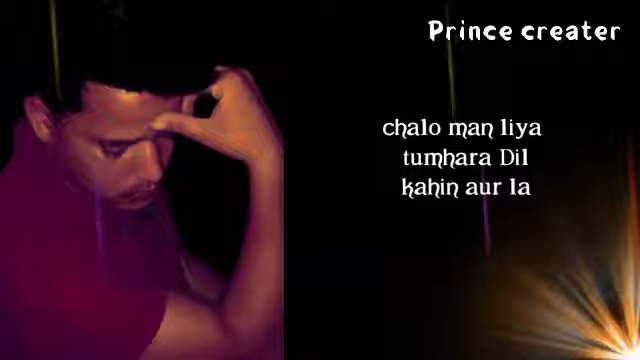 Prince creater
chalo man liya
tumhara Dil
kahin aur la